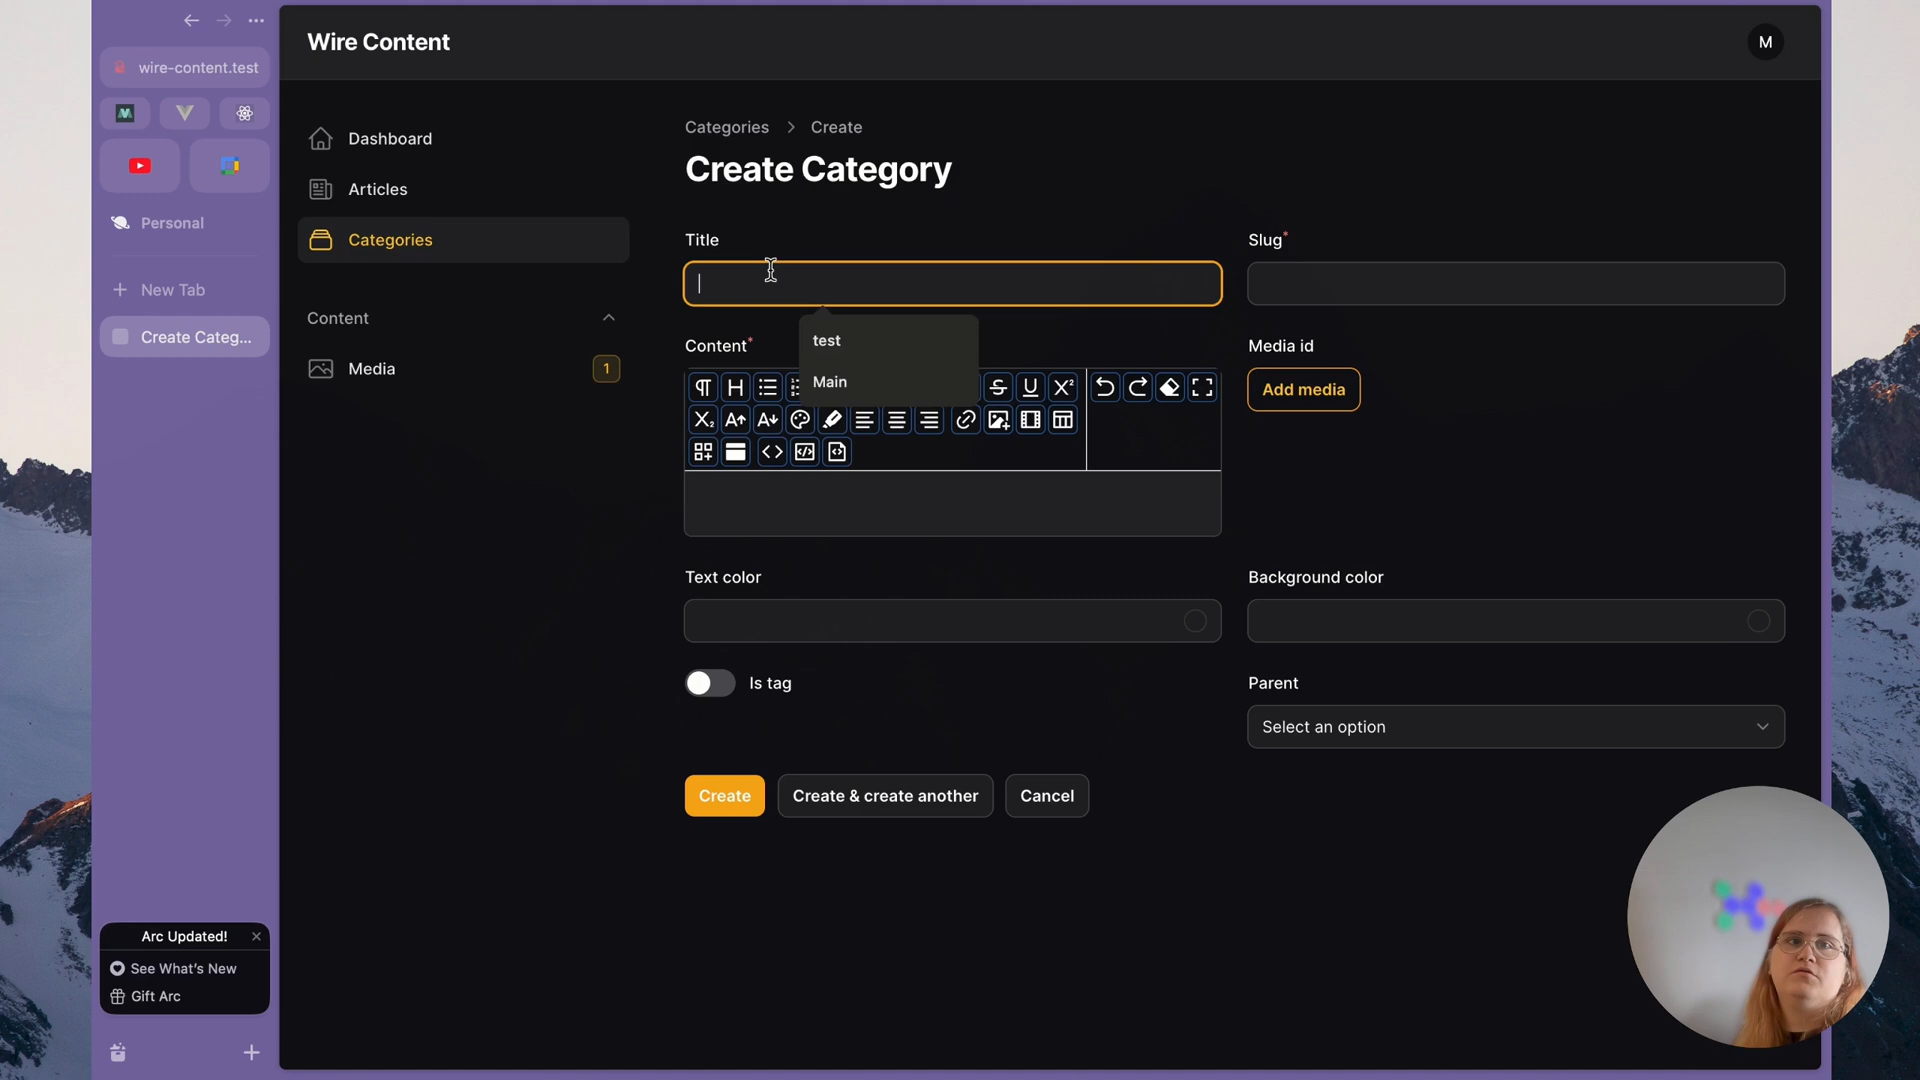 Wire Content
M
wire-content.test
Personal
New Tab
Create Categ...
Arc Updated!
See What's New
Gift Arc
Dashboard
Articles
Categories
Content
Media
1
Categories > Create
Create Category
Title
Slug*
test
Main
Content*
Media id
Add media
Text color
Background color
Is tag
Parent
Select an option
Create
Create & create another
Cancel